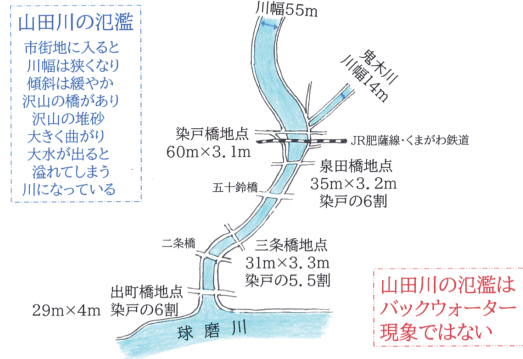 山田川の氾濫
市街地に入ると
川幅は狭くなり
傾斜は緩やか
沢山の橋があり
沢山の堆砂
大きく曲がり
大水が出ると
溢れてしまう
川になっている
川幅55m
鬼木川
川幅14m
染戸橋地点
60m×3.1m
JR肥薩線・くまがわ鉄道
泉田橋地点
35m×3.2m
染戸の6割
五十鈴橋
二条橋
三条橋地点
31m×3.3m
染戸の5.5割
出町橋地点
29m×4m 染戸の6割
球磨川
山田川の氾濫は
バックウォーター
現象ではない